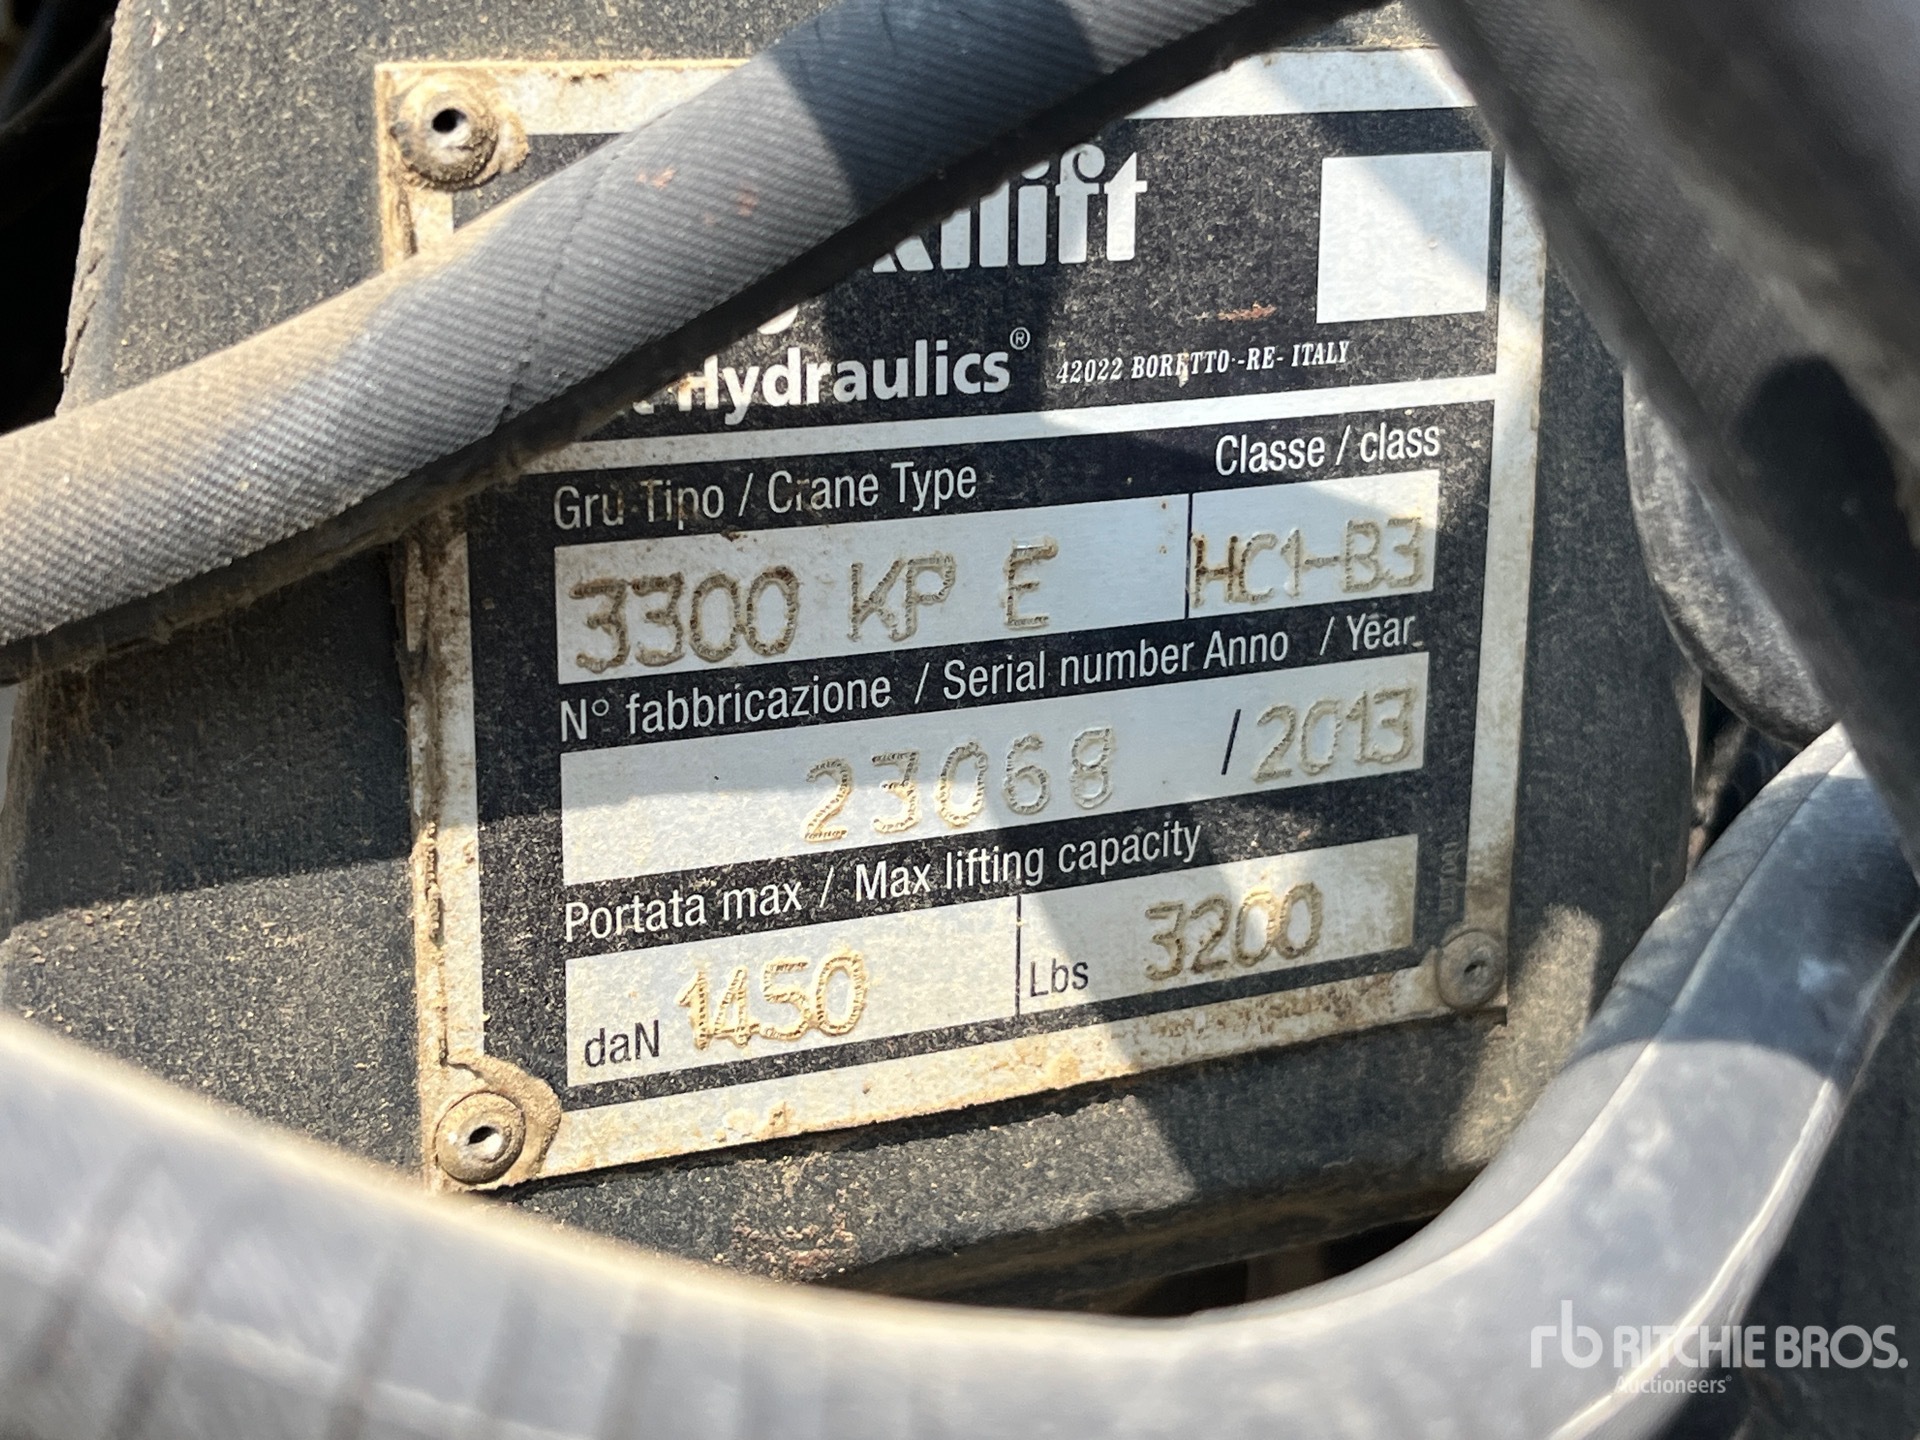 Hydraulics® 42022 BORETTO -RE- ITALY
Gru Tipo / Crane Type Classe / class
3300 KP E HC1-B3
N° fabbricazione / Serial number Anno / Year
23068 / 2013
Portata max / Max lifting capacity
daN 1450 Lbs 3200
rb RITCHIE BROS.
Auctioneers®